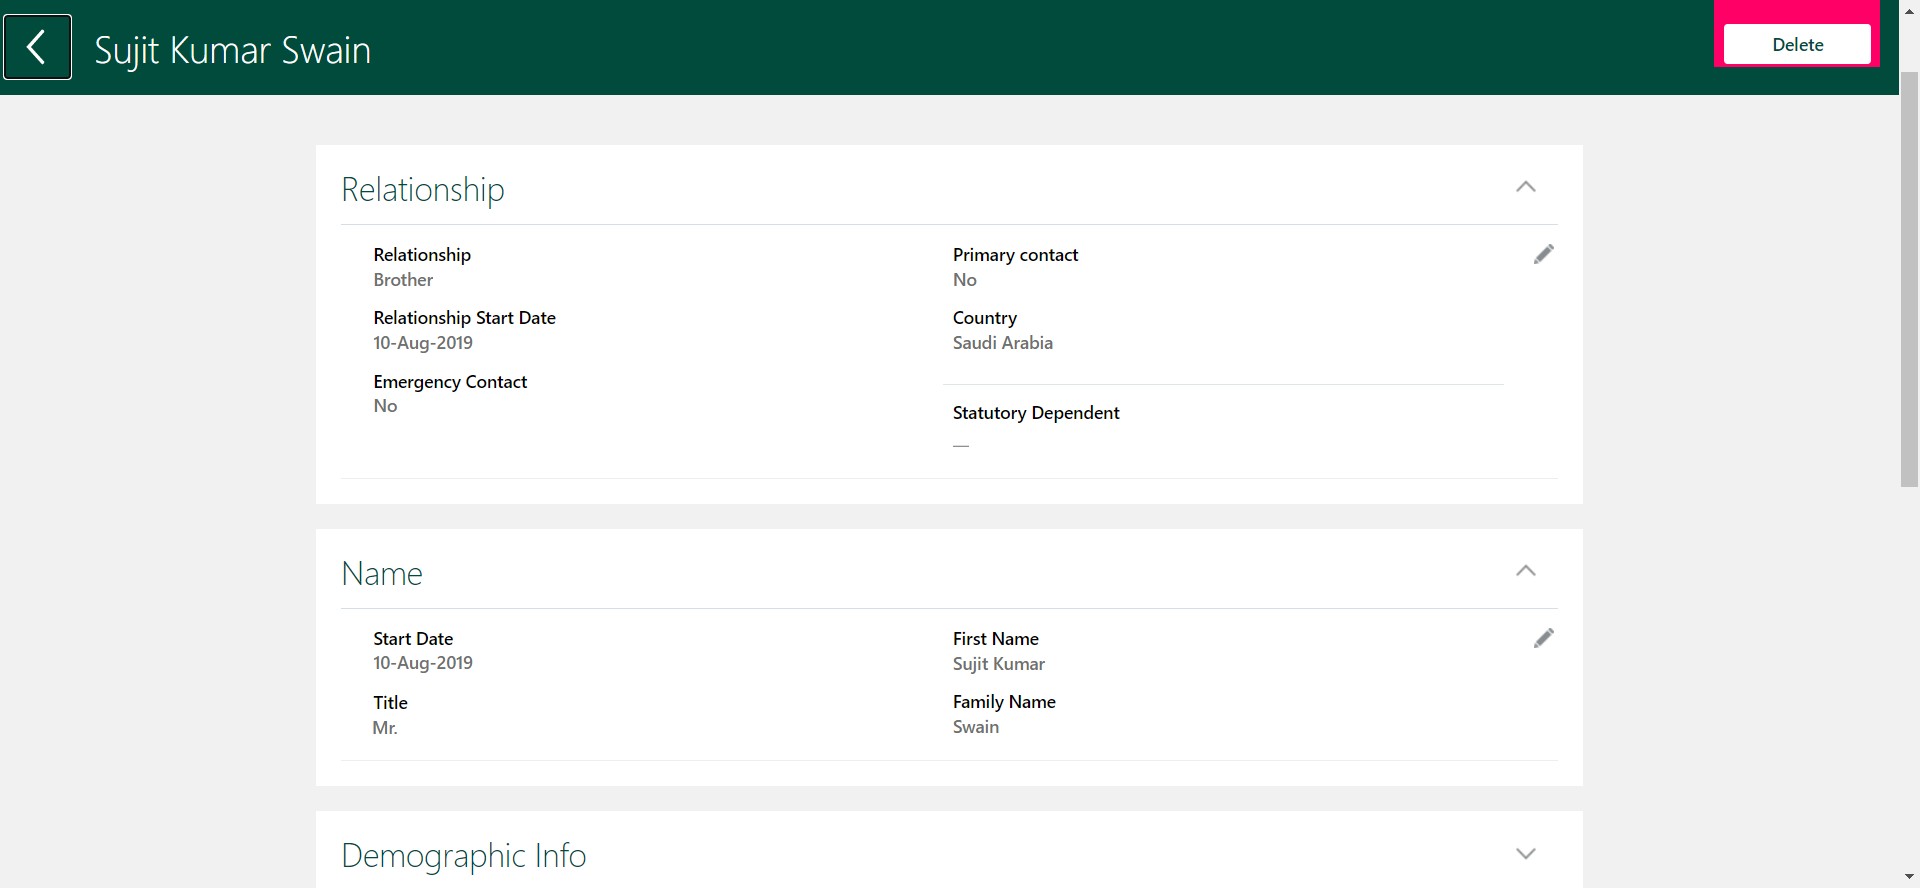 Sujit Kumar Swain
Delete
Relationship
Relationship
Brother
Primary contact
No
Relationship Start Date
10-Aug-2019
Country
Saudi Arabia
Emergency Contact
No
Statutory Dependent
—
Name
Start Date
10-Aug-2019
First Name
Sujit Kumar
Title
Mr.
Family Name
Swain
Demographic Info